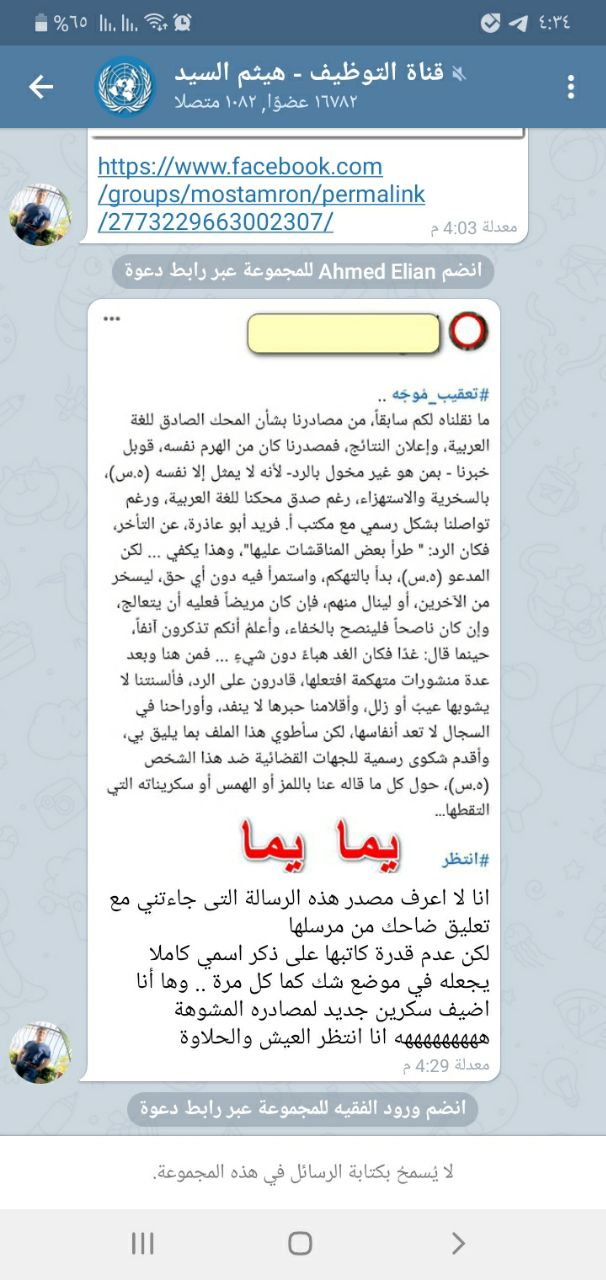 ٤:٣٤
%٦٥
قناة التوظيف - هيثم السيد
١٦٧٨٢ عضوًا, ١٠٨٢ متصلا
https://www.facebook.com
/groups/mostamron/permalink
/2773229663002307/
معدلة 4:03 م
انضم Ahmed Elian للمجموعة عبر رابط دعوة
#تعقيب_مُوجَه ..
ما نقلناه لكم سابقاً، من مصادرنا بشأن المحك الصادق للغة
العربية، وإعلان النتائج، فمصدرنا كان من الهرم نفسه، قوبل
خبرنا - بمن هو غير مخول بالرد- لأنه لا يمثل إلا نفسه (ه.س)،
بالسخرية والاستهزاء، رغم صدق محكنا للغة العربية، ورغم
تواصلنا بشكل رسمي مع مكتب أ. فريد أبو عاذرة، عن التأخر،
فكان الرد: " طرأ بعض المناقشات عليها"، وهذا يكفي ... لكن
المدعو (ه.س)، بدأ بالتهكم، واستمرأ فيه دون أي حق، ليسخر
من الآخرين، أو لينال منهم، فإن كان مريضاً فعليه أن يتعالج،
وإن كان ناصحاً فلينصح بالخفاء، وأعلمُ أنكم تذكرون آنفاً،
حينما قال: غدًا فكان الغد هباءً دون شيءٍ ... فمن هنا وبعد
عدة منشورات متهكمة افتعلها، قادرون على الرد، فألسنتنا لا
يشوبها عيبٌ أو زلل، وأقلامنا حبرها لا ينفد، وأوراحنا في
السجال لا تعد أنفاسها، لكن سأطوي هذا الملف بما يليق بي،
وأقدم شكوى رسمية للجهات القضائية ضد هذا الشخص
(ه.س)، حول كل ما قاله عنا باللمز أو الهمس أو سكريناته التي
التقطها...
#انتظر
يما يما
انا لا اعرف مصدر هذه الرسالة التى جاءتني مع
تعليق ضاحك من مرسلها
لكن عدم قدرة كاتبها على ذكر اسمي كاملا
يجعله في موضع شك كما كل مرة .. وها أنا
اضيف سكرين جديد لمصادره المشوهة
هههههههههه انا انتظر العيش والحلاوة
معدلة 4:29 م
انضم ورود الفقيه للمجموعة عبر رابط دعوة
لا يُسمحُ بكتابة الرسائل في هذه المجموعة.